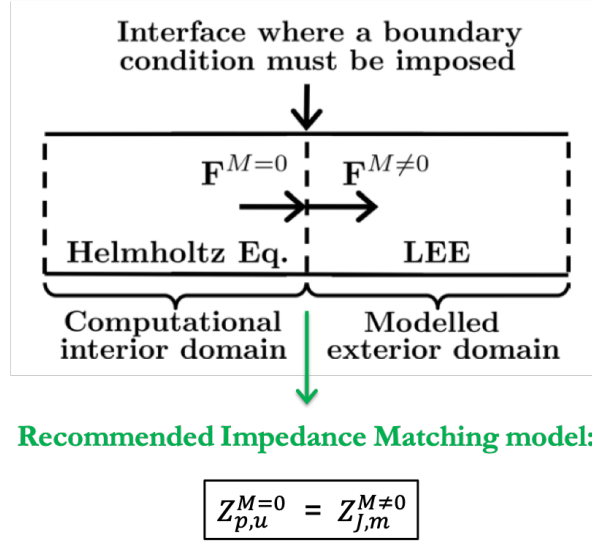 Interface where a boundary
condition must be imposed
F^{M=0} F^{M≠0}
Helmholtz Eq. LEE
Computational Modelled
interior domain exterior domain
Recommended Impedance Matching model:
Z_{p,u}^{M=0} = Z_{J,m}^{M≠0}